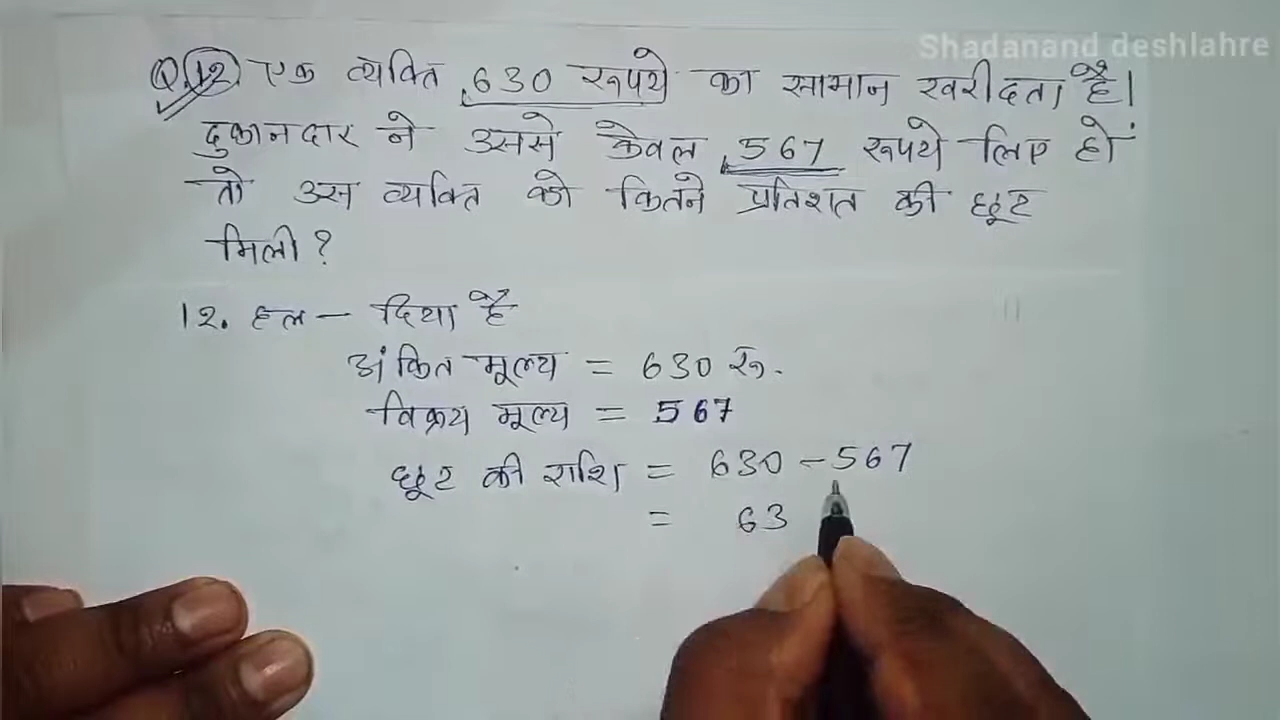 Shadanand deshlahre
Q.12 एक व्यक्ति 630 रूपये का सामान खरीदता है।
दुकानदार ने उससे केवल 567 रूपये लिए हों
तो उस व्यक्ति को कितने प्रतिशत की छूट
मिली?
12. हल — दिया है
अंकित मूल्य = 630 रू.
विक्रय मूल्य = 567
छूट की राशि = 630 - 567
= 63